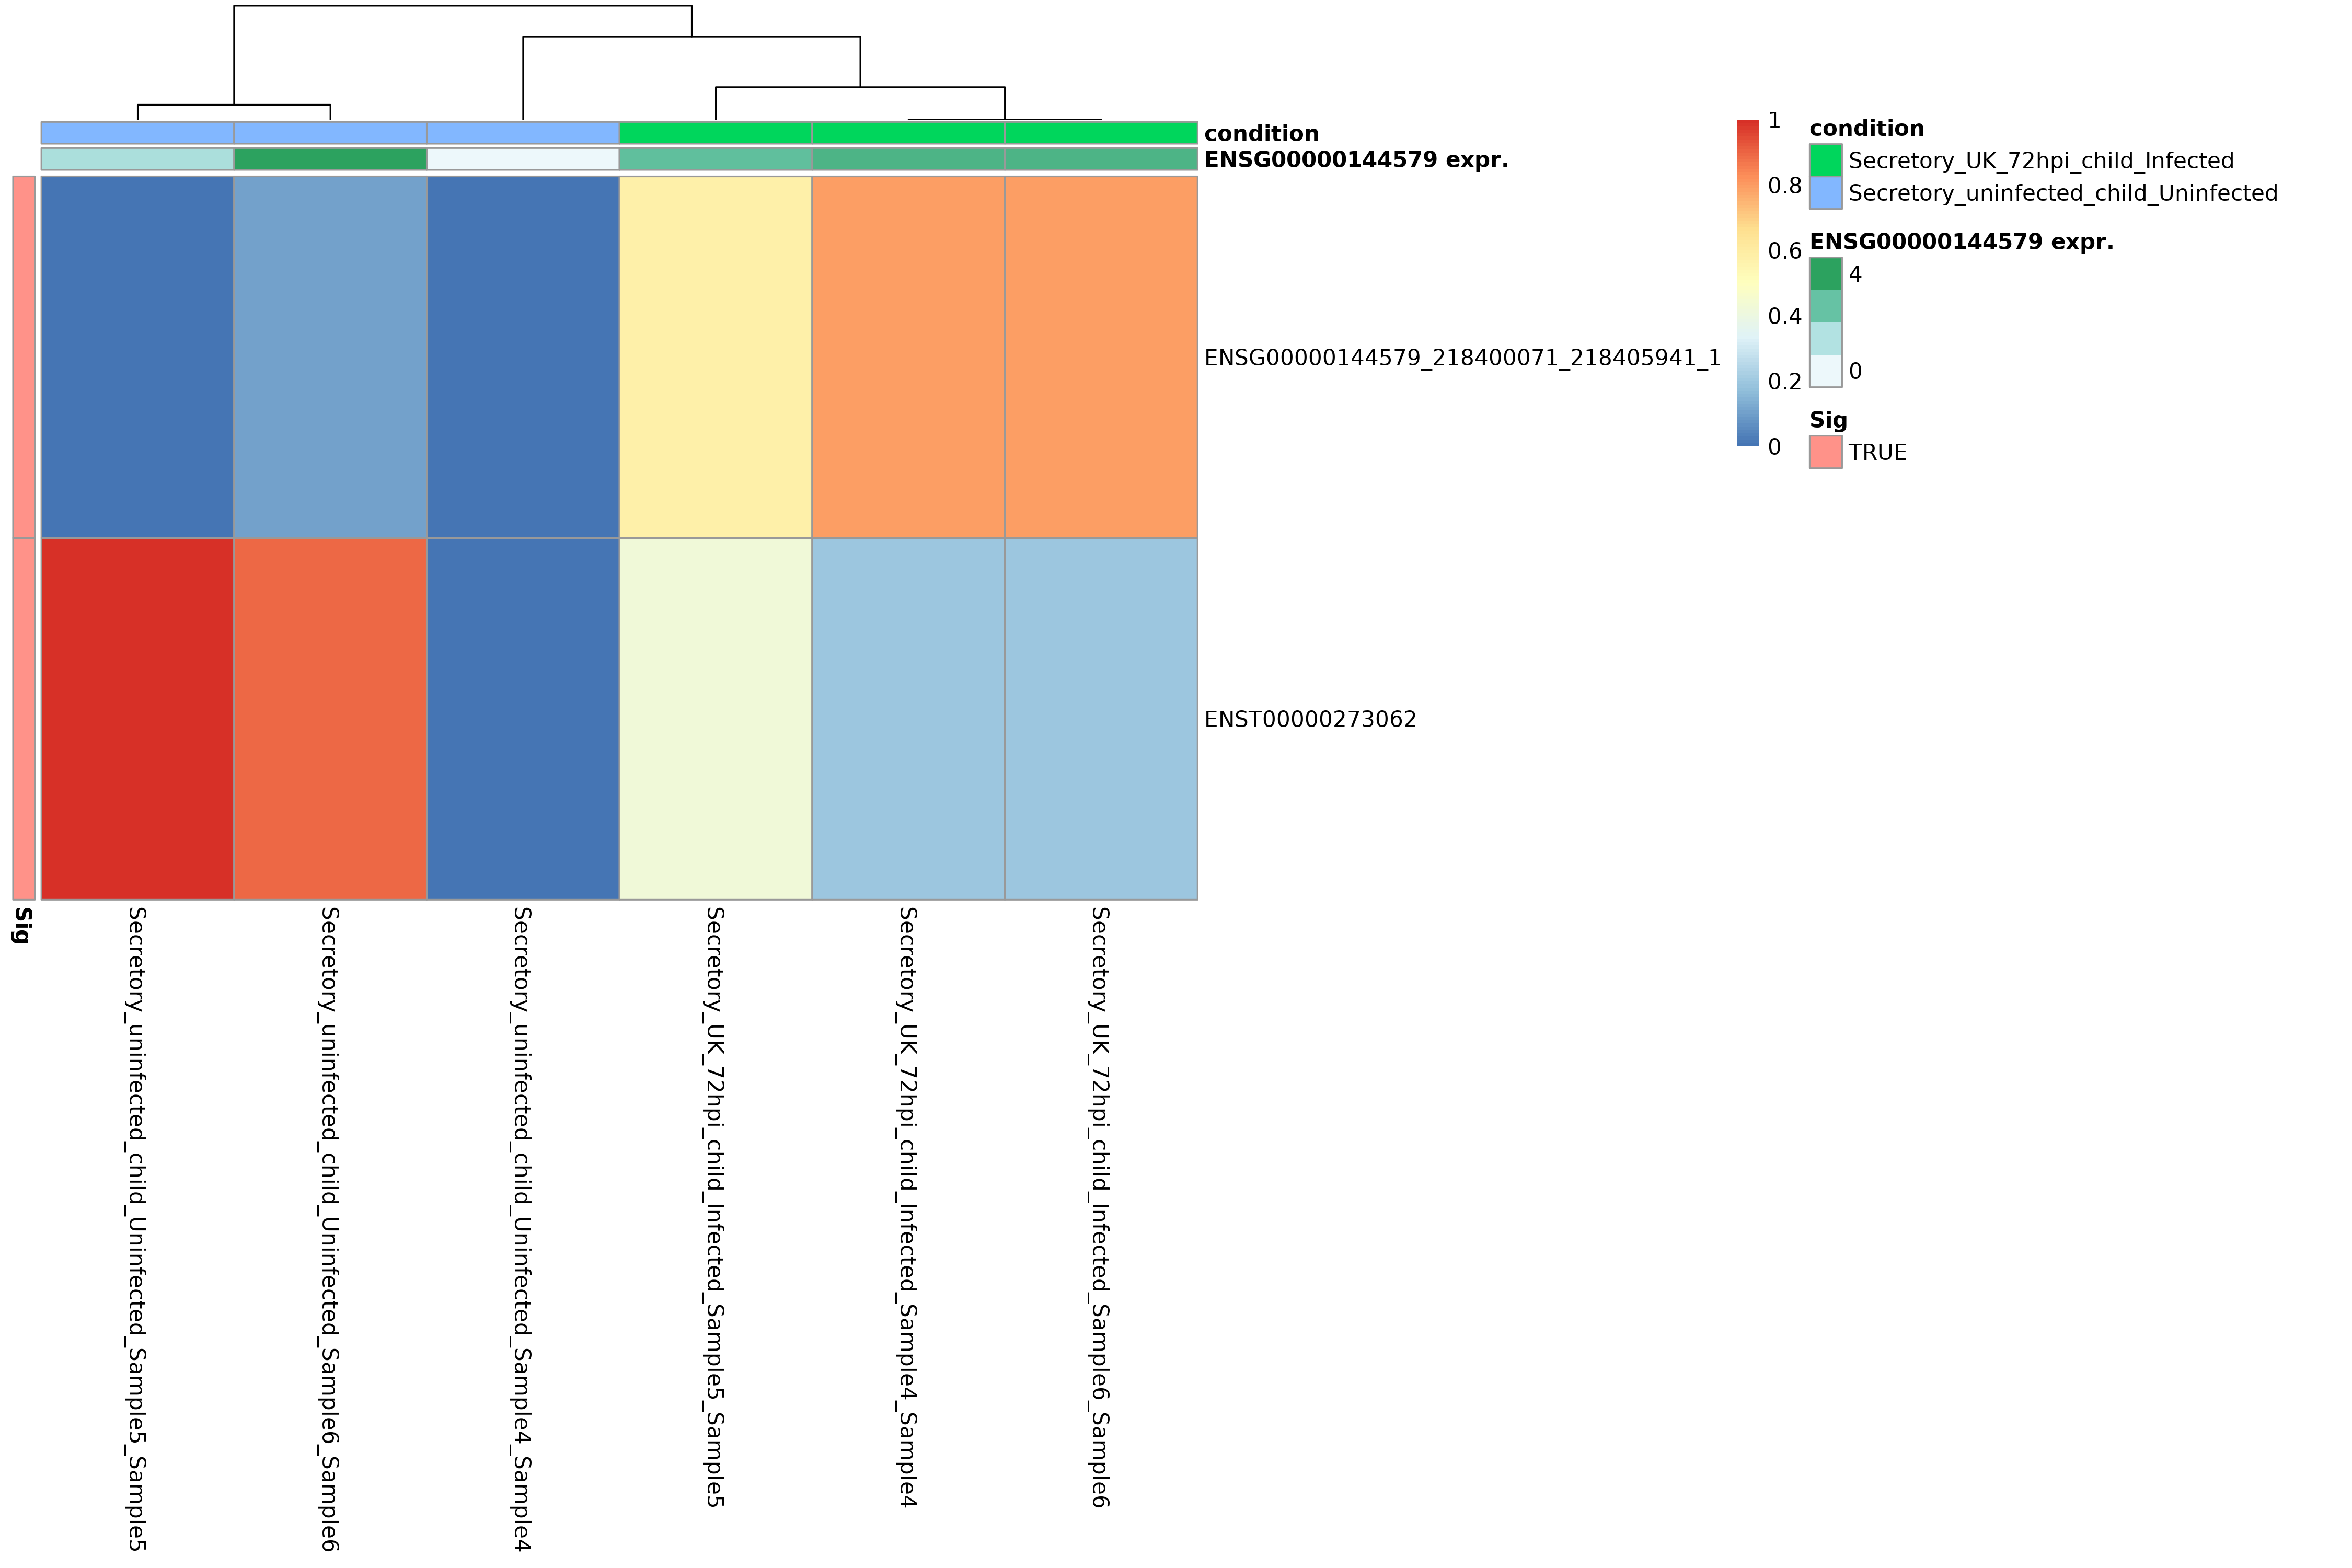 condition
ENSG00000144579 expr.
ENSG00000144579_218400071_218405941_1
ENST00000273062
1
0.8
0.6
0.4
0.2
0
condition
Secretory_UK_72hpi_child_Infected
Secretory_uninfected_child_Uninfected
ENSG00000144579 expr.
4
0
Sig
TRUE
Sig
Secretory_uninfected_child_Uninfected_Sample5_Sample5
Secretory_uninfected_child_Uninfected_Sample6_Sample6
Secretory_uninfected_child_Uninfected_Sample4_Sample4
Secretory_UK_72hpi_child_Infected_Sample5_Sample5
Secretory_UK_72hpi_child_Infected_Sample4_Sample4
Secretory_UK_72hpi_child_Infected_Sample6_Sample6